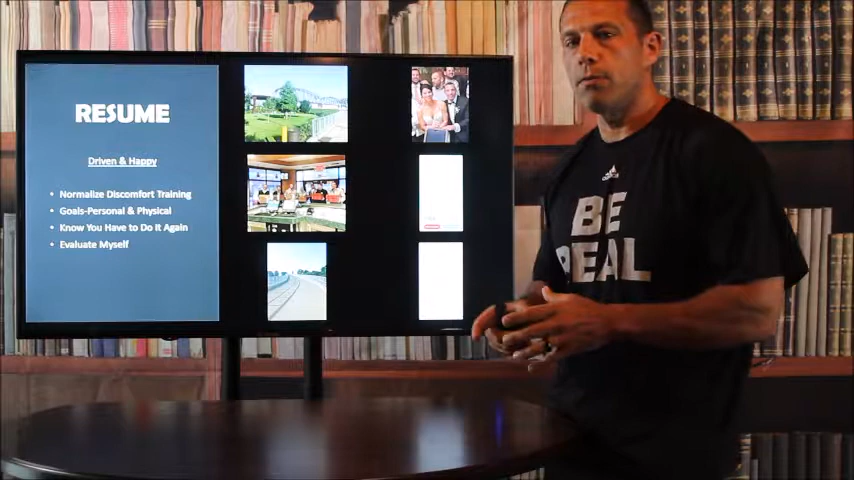 RESUME
Driven & Happy
• Normalize Discomfort Training
• Goals-Personal & Physical
• Know You Have to Do It Again
• Evaluate Myself
adidas
BE
REAL